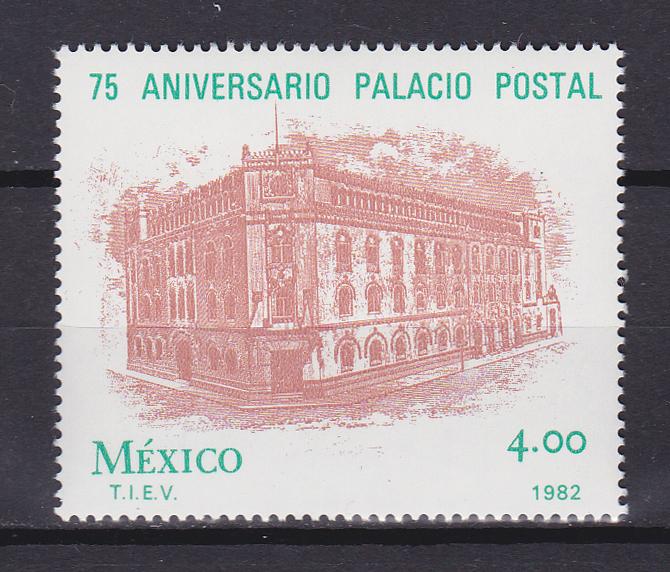 75 ANIVERSARIO PALACIO POSTAL
MÉXICO
4.00
T.I.E.V.
1982